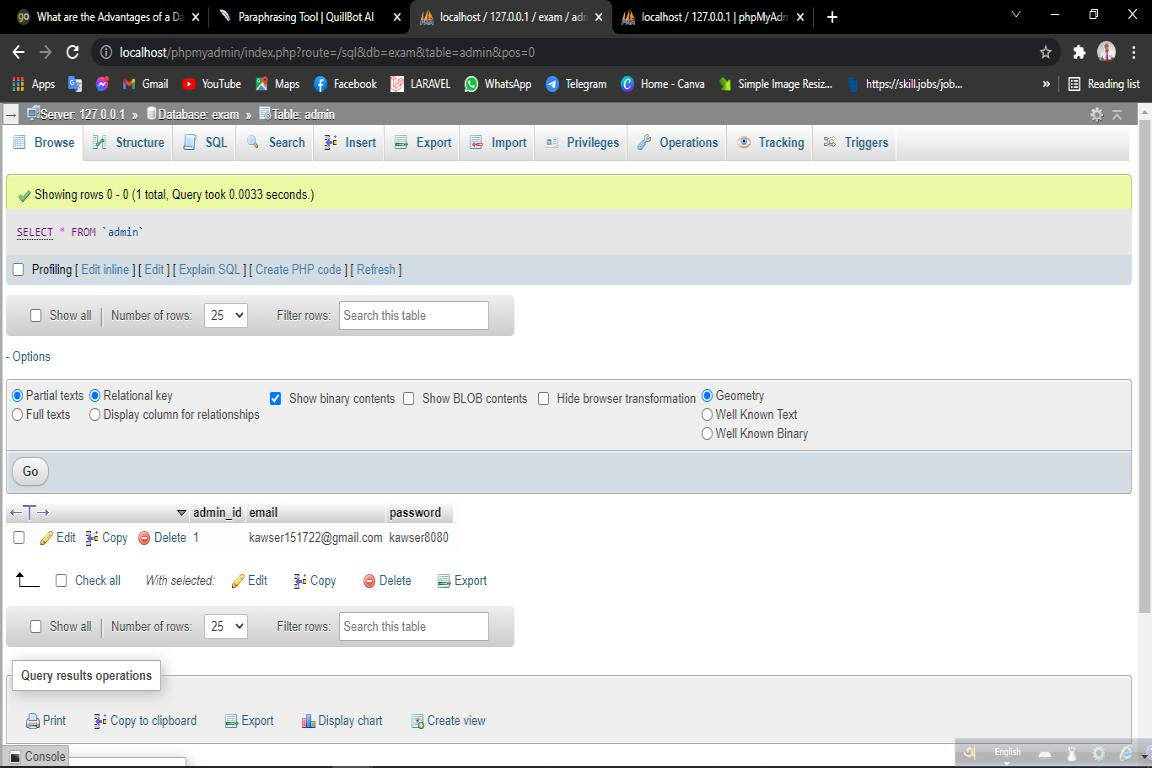 What are the Advantages of a Da
Paraphrasing Tool | QuillBot AI
localhost / 127.0.0.1 / exam / adm
localhost / 127.0.0.1 | phpMyAdm
localhost/phpmyadmin/index.php?route=/sql&db=exam&table=admin&pos=0
Apps Gmail YouTube Maps Facebook LARAVEL WhatsApp Telegram Home - Canva Simple Image Resiz... https://skill.jobs/job... » Reading list
Server: 127.0.0.1 » Database: exam » Table: admin
Browse Structure SQL Search Insert Export Import Privileges Operations Tracking Triggers
Showing rows 0 - 0 (1 total, Query took 0.0033 seconds.)
SELECT * FROM `admin`
Profiling [ Edit inline ] [ Edit ] [ Explain SQL ] [ Create PHP code ] [ Refresh ]
Show all | Number of rows: 25 Filter rows: Search this table
- Options
Partial texts Relational key Show binary contents Show BLOB contents Hide browser transformation Geometry
Full texts Display column for relationships Well Known Text
Well Known Binary
Go
←T→ admin_id email password
Edit Copy Delete 1 kawser151722@gmail.com kawser8080
Check all With selected: Edit Copy Delete Export
Show all | Number of rows: 25 Filter rows: Search this table
Query results operations
Print Copy to clipboard Export Display chart Create view
Console
English